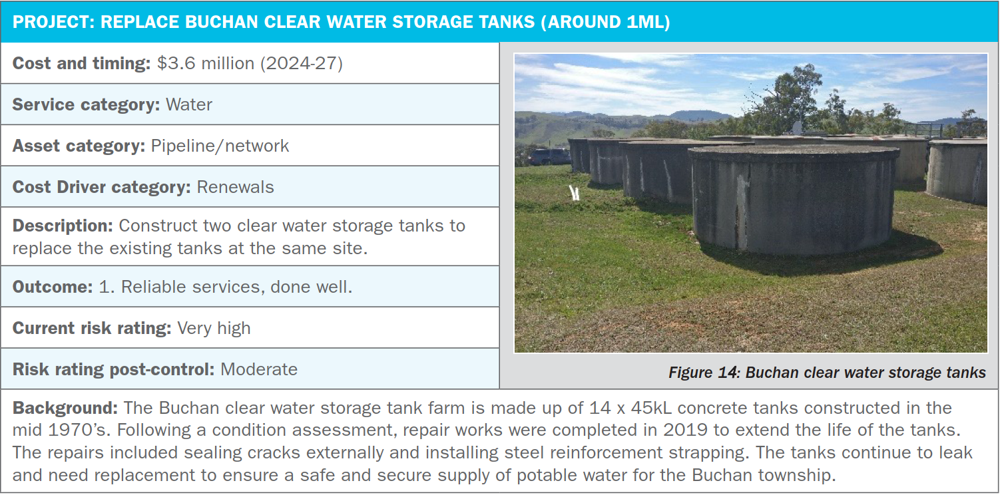 PROJECT: REPLACE BUCHAN CLEAR WATER STORAGE TANKS (AROUND 1ML)
Cost and timing: $3.6 million (2024-27)
Service category: Water
Asset category: Pipeline/network
Cost Driver category: Renewals
Description: Construct two clear water storage tanks to
replace the existing tanks at the same site.
Outcome: 1. Reliable services, done well.
Current risk rating: Very high
Risk rating post-control: Moderate
Figure 14: Buchan clear water storage tanks
Background: The Buchan clear water storage tank farm is made up of 14 x 45kL concrete tanks constructed in the
mid 1970’s. Following a condition assessment, repair works were completed in 2019 to extend the life of the tanks.
The repairs included sealing cracks externally and installing steel reinforcement strapping. The tanks continue to leak
and need replacement to ensure a safe and secure supply of potable water for the Buchan township.